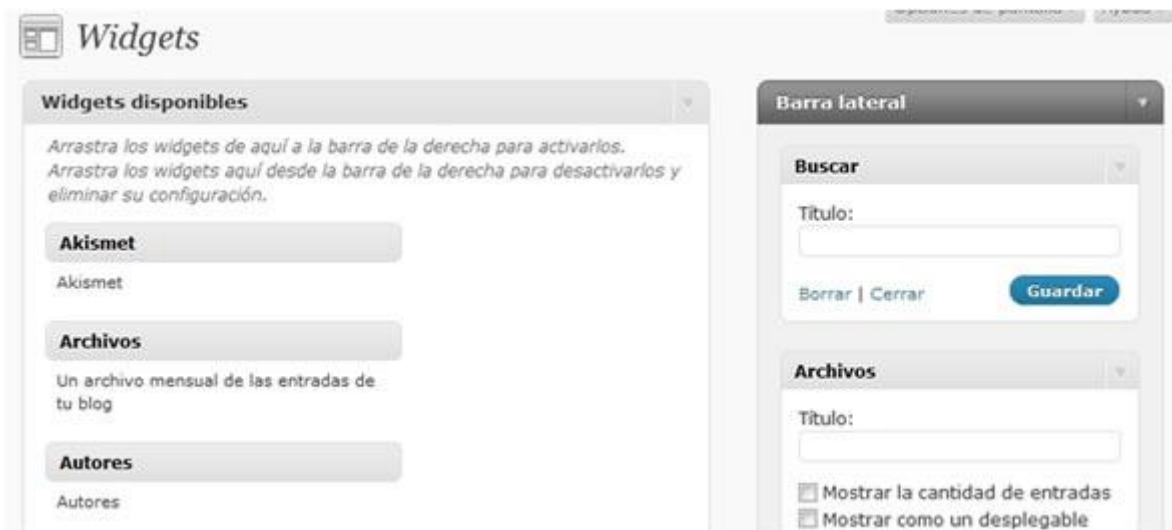 Widgets
Widgets disponibles
Arrastra los widgets de aquí a la barra de la derecha para activarlos.
Arrastra los widgets aquí desde la barra de la derecha para desactivarlos y
eliminar su configuración.
Akismet
Akismet
Archivos
Un archivo mensual de las entradas de
tu blog
Autores
Autores
Barra lateral
Buscar
Título:
Borrar | Cerrar
Guardar
Archivos
Título:
Mostrar la cantidad de entradas
Mostrar como un desplegable